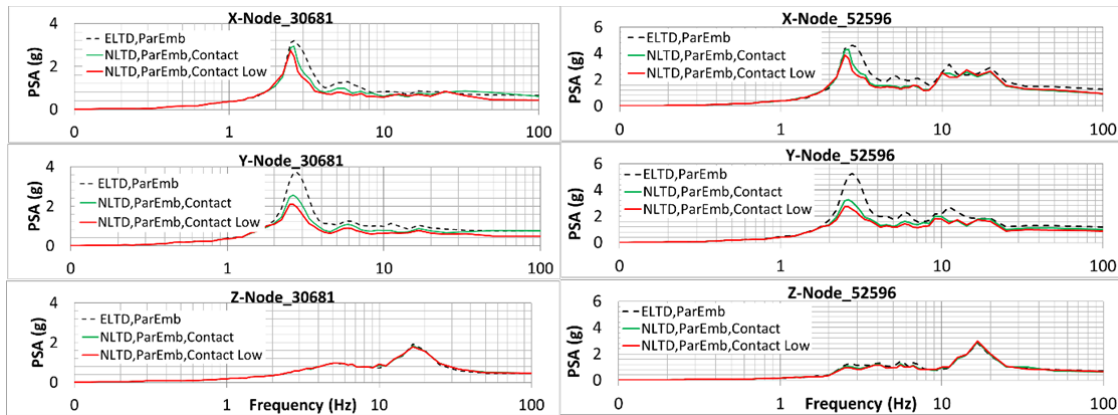 X-Node_30681
PSA (g)
4
2
0
ELTD,ParEmb
NLTD,ParEmb,Contact
NLTD,ParEmb,Contact Low
0
1
10
100
X-Node_52596
PSA (g)
6
4
2
0
ELTD,ParEmb
NLTD,ParEmb,Contact
NLTD,ParEmb,Contact Low
0
1
10
100
Y-Node_30681
PSA (g)
4
2
0
ELTD,ParEmb
NLTD,ParEmb,Contact
NLTD,ParEmb,Contact Low
0
1
10
100
Y-Node_52596
PSA (g)
6
4
2
0
ELTD,ParEmb
NLTD,ParEmb,Contact
NLTD,ParEmb,Contact Low
0
1
10
100
Z-Node_30681
PSA (g)
4
2
0
ELTD,ParEmb
NLTD,ParEmb,Contact
NLTD,ParEmb,Contact Low
0
1
Frequency (Hz)
10
100
Z-Node_52596
PSA (g)
6
4
2
0
ELTD,ParEmb
NLTD,ParEmb,Contact
NLTD,ParEmb,Contact Low
0
1
Frequency (Hz)
10
100